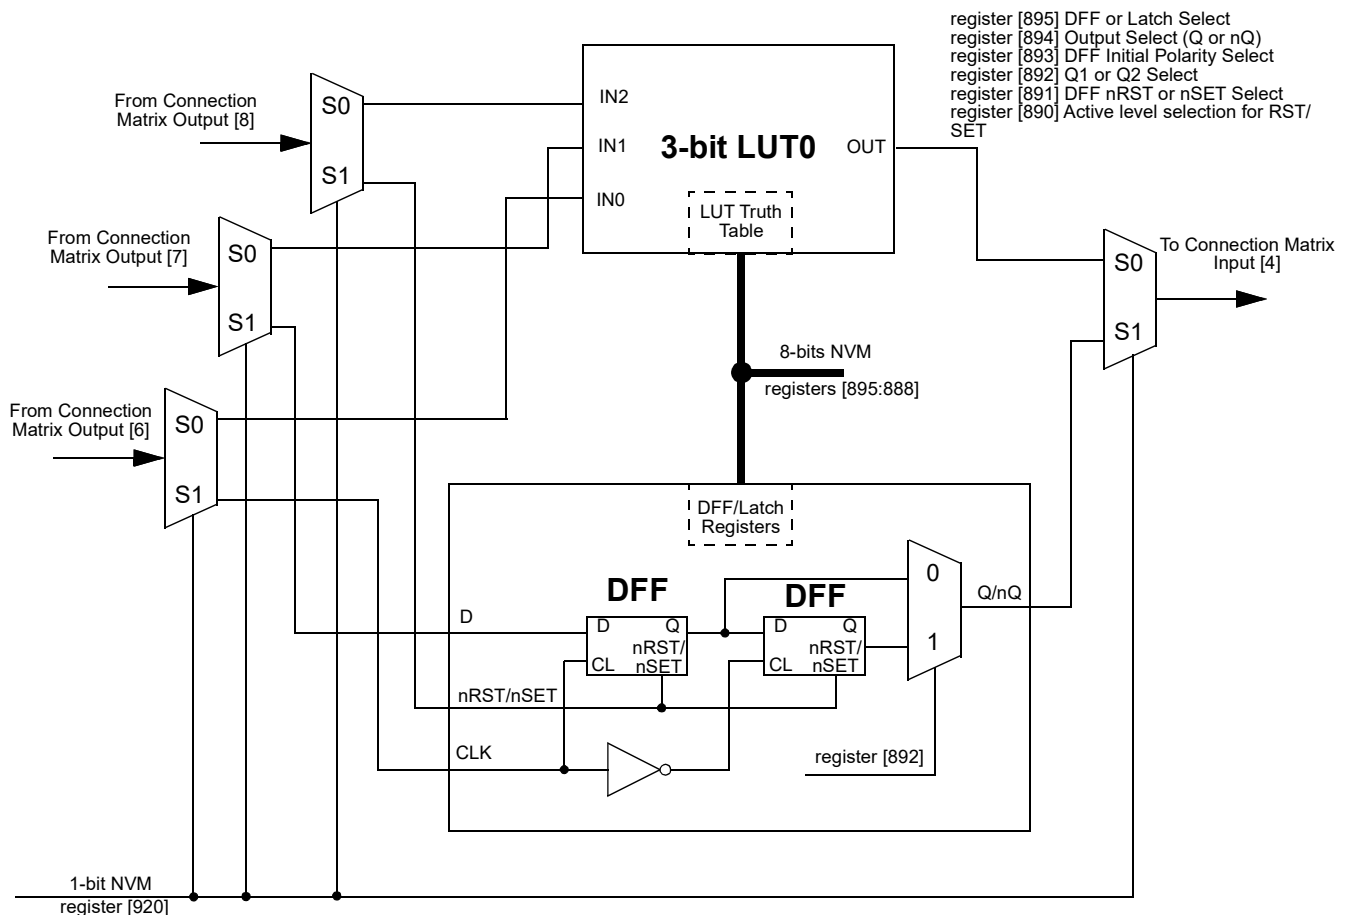 register [895] DFF or Latch Select
register [894] Output Select (Q or nQ)
register [893] DFF Initial Polarity Select
register [892] Q1 or Q2 Select
register [891] DFF nRST or nSET Select
register [890] Active level selection for RST/
SET
From Connection
Matrix Output [8]
S0
S1
IN2
IN1
IN0
3-bit LUT0
OUT
LUT Truth
Table
From Connection
Matrix Output [7]
S0
S1
To Connection Matrix
Input [4]
S0
S1
8-bits NVM
registers [895:888]
From Connection
Matrix Output [6]
S0
S1
DFF/Latch
Registers
DFF
DFF
0
1
Q/nQ
D
D
Q
nRST/
nSET
CL
D
Q
nRST/
nSET
CL
nRST/nSET
CLK
register [892]
1-bit NVM
register [920]